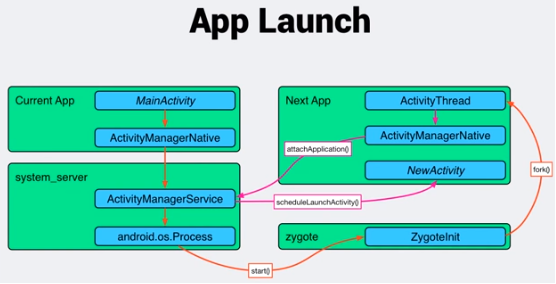 App Launch
Current App
MainActivity
ActivityManagerNative
system_server
ActivityManagerService
android.os.Process
Next App
ActivityThread
ActivityManagerNative
NewActivity
attachApplication()
scheduleLaunchActivity()
fork()
zygote
ZygoteInit
start()